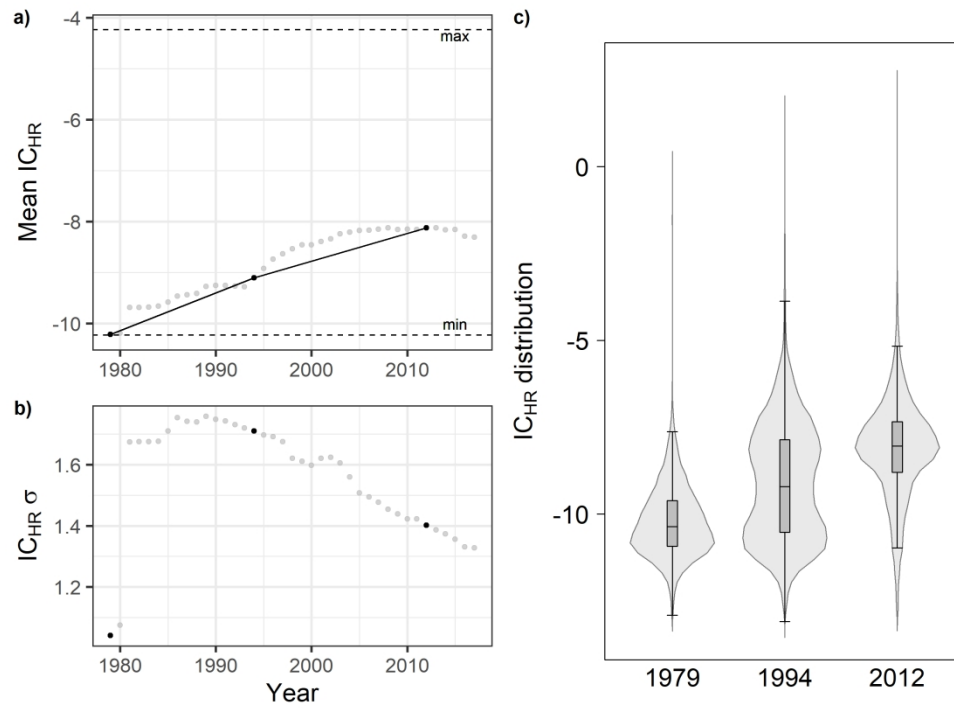 a)
-4
max
-6
Mean IC_HR
-8
-10
min
1980 1990 2000 2010
b)
1.6
IC_HR σ
1.4
1.2
1980 1990 2000 2010
Year
c)
0
-5
IC_HR distribution
-10
1979 1994 2012